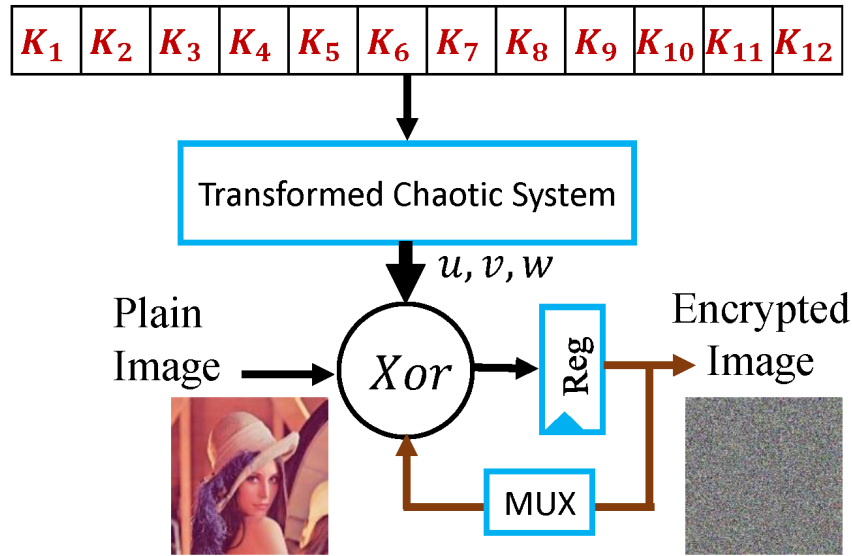 K₁ K₂ K₃ K₄ K₅ K₆ K₇ K₈ K₉ K₁₀ K₁₁ K₁₂
Transformed Chaotic System
u, v, w
Plain
Image
Xor
Reg
Encrypted
Image
MUX